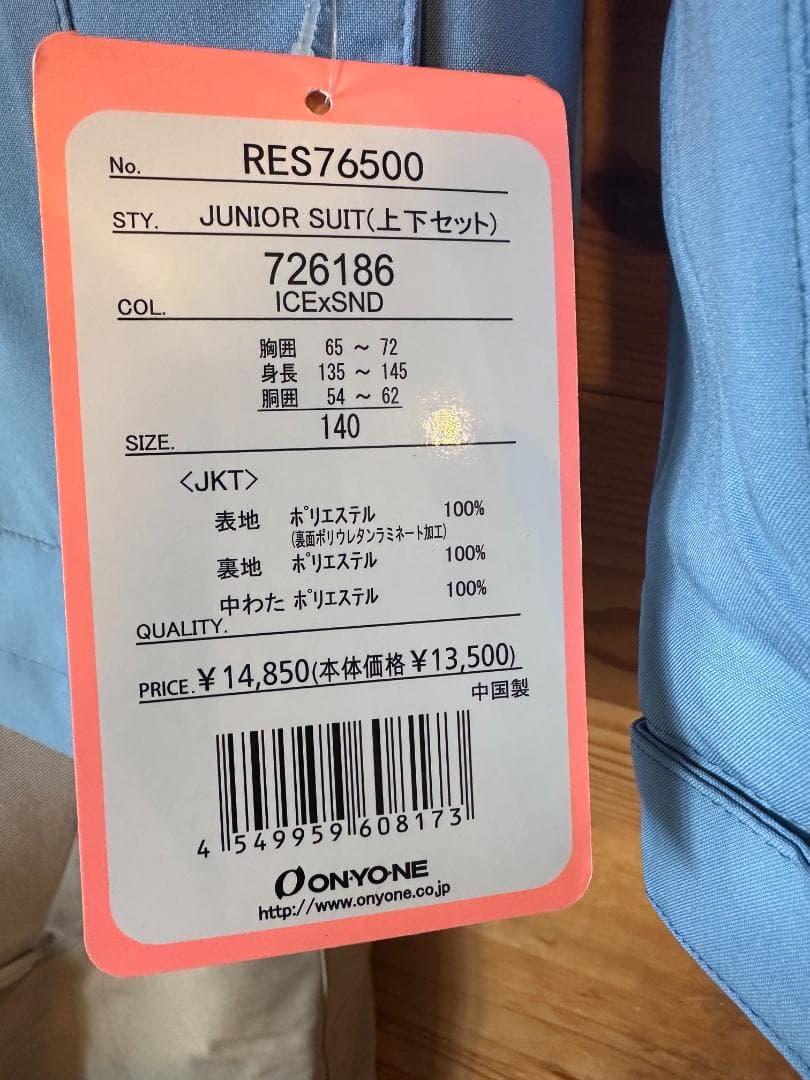 No. RES76500
STY. JUNIOR SUIT(上下セット)
726186
COL. ICExSND
胸囲 65 ～ 72
身長 135 ～ 145
胴囲 54 ～ 62
SIZE. 140
<JKT>
表地 ポリエステル 100%
(裏面ポリウレタンラミネート加工)
裏地 ポリエステル 100%
中わた ポリエステル 100%
QUALITY.
PRICE. ¥14,850(本体価格¥13,500)
中国製
4 549959 608173
ON·YO·NE
http://www.onyone.co.jp